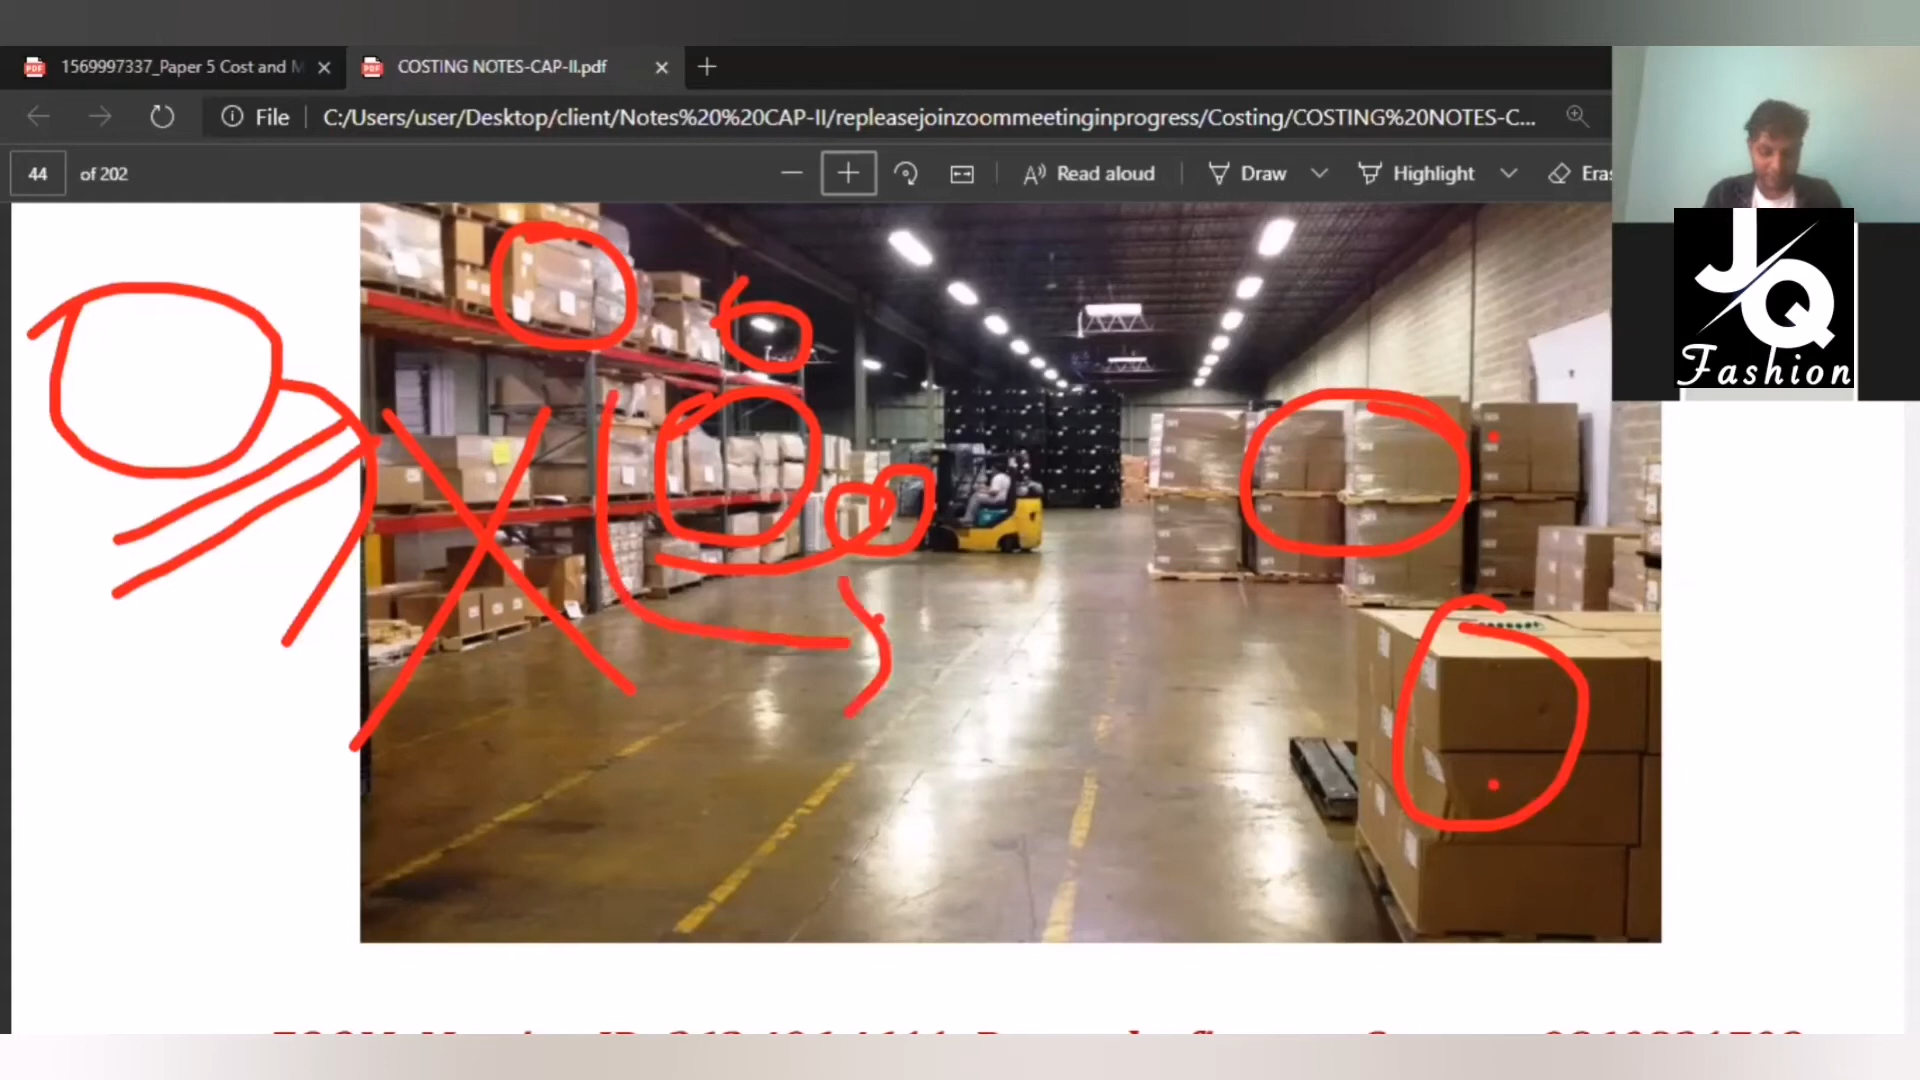 1569997337_Paper 5 Cost and M
COSTING NOTES-CAP-II.pdf
File
C:/Users/user/Desktop/client/Notes%20%20CAP-II/repleasejoinzoommeetinginprogress/Costing/COSTING%20NOTES-C...
44 of 202
Read aloud
Draw
Highlight
Eras
JQ
Fashion